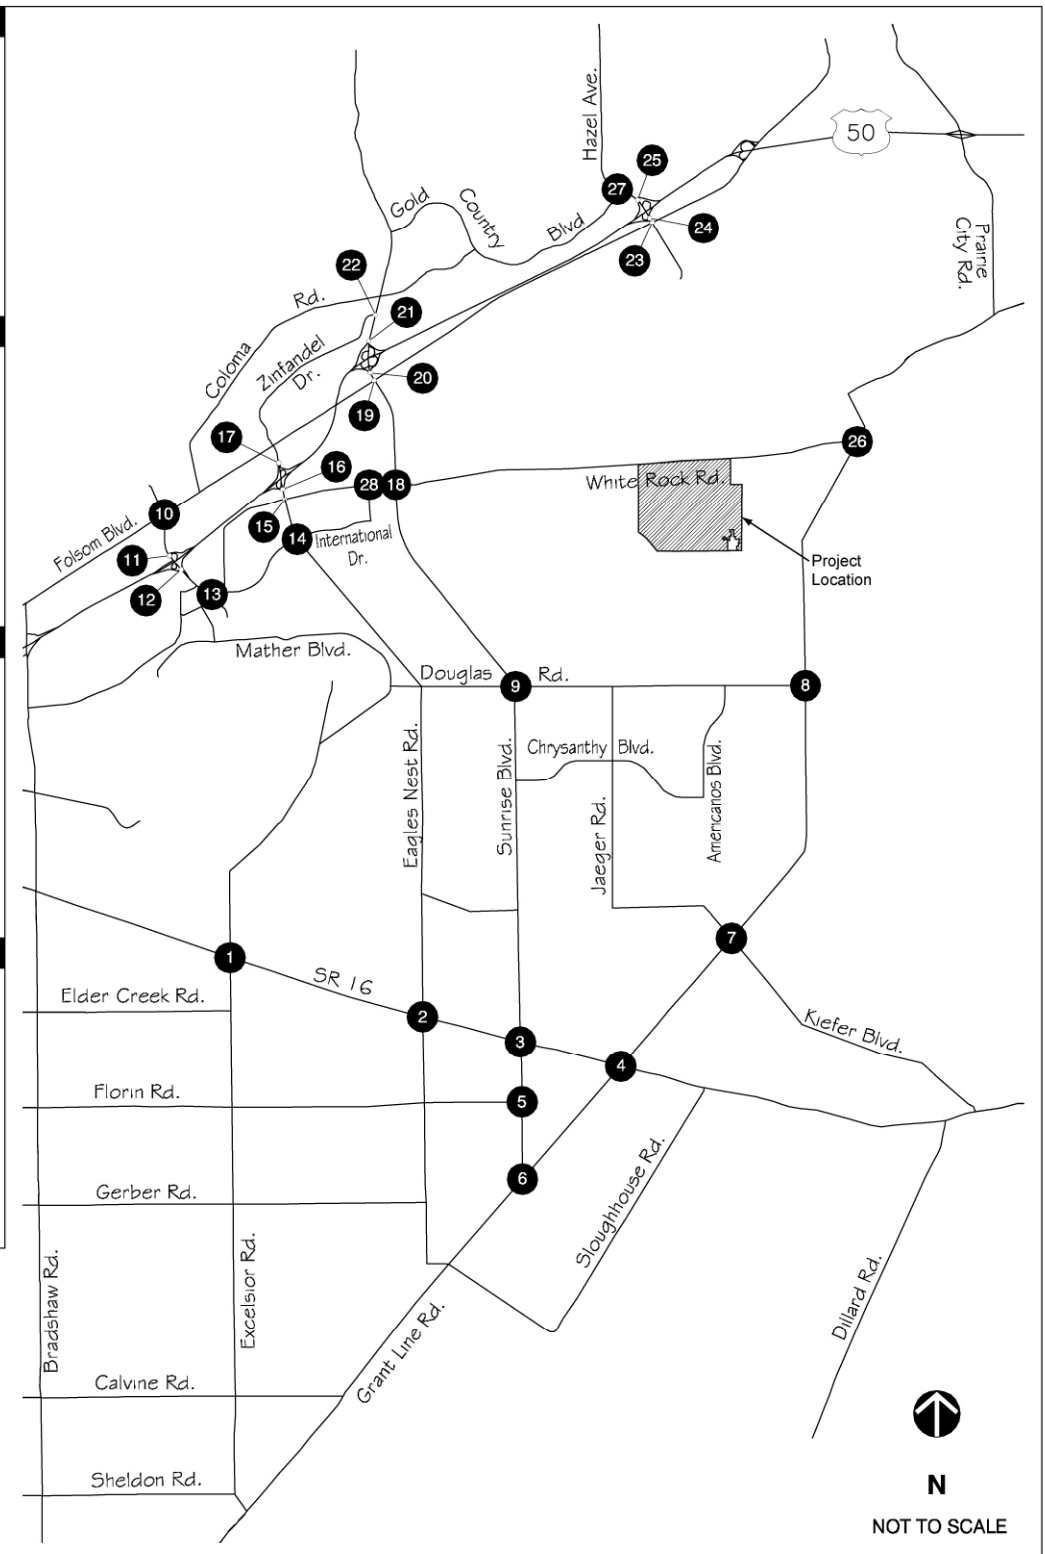 Hazel Ave.
50
25
27
Gold
Country
Blvd
24
23
Prairie
City Rd.
22
Rd.
21
Coloma
Zinfandel
Dr.
20
19
17
26
16
28
18
White Rock Rd.
10
Folsom Blvd.
15
14
International
Dr.
11
Project
Location
12
13
Mather Blvd.
Douglas
Rd.
9
8
Eagles Nest Rd.
Sunrise Blvd.
Chrysanthy Blvd.
Jaeger Rd.
Americanos Blvd.
7
1
SR 16
Elder Creek Rd.
2
3
Kiefer Blvd.
4
Florin Rd.
5
6
Sloughhouse Rd.
Gerber Rd.
Bradshaw Rd.
Excelsior Rd.
Dillard Rd.
Grant Line Rd.
Calvine Rd.
Sheldon Rd.
N
NOT TO SCALE